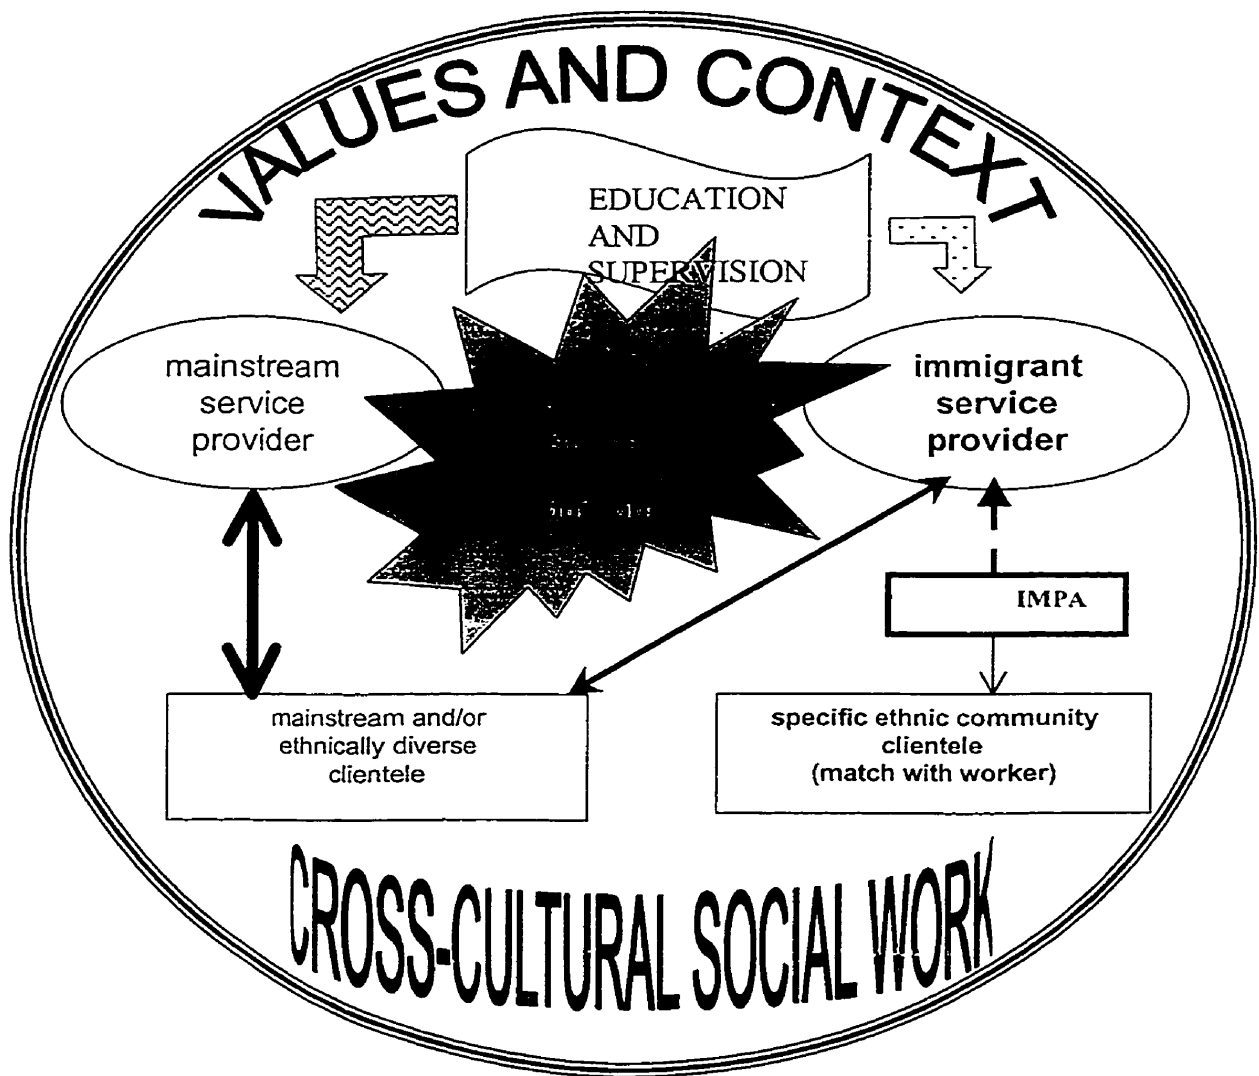 VALUES AND CONTEXT
EDUCATION
AND
SUPERVISION
mainstream
service
provider
immigrant
service
provider
IMPA
mainstream and/or
ethnically diverse
clientele
specific ethnic community
clientele
(match with worker)
CROSS-CULTURAL SOCIAL WORK